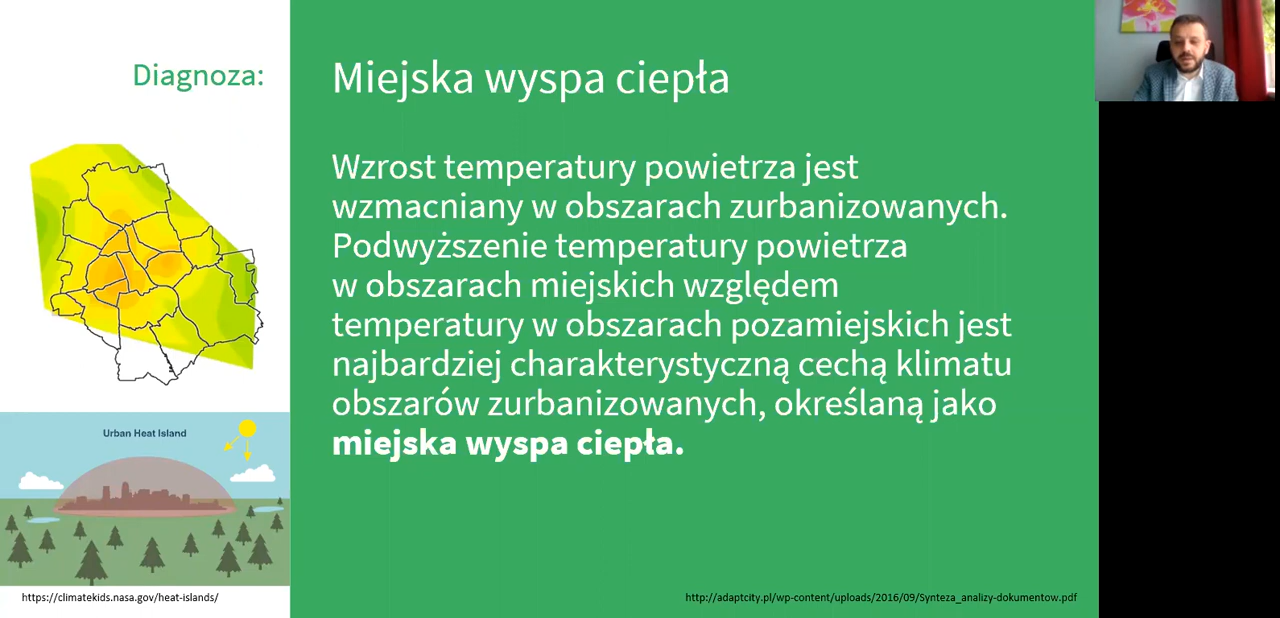 Diagnoza:
Miejska wyspa ciepła
Wzrost temperatury powietrza jest
wzmacniany w obszarach zurbanizowanych.
Podwyższenie temperatury powietrza
w obszarach miejskich względem
temperatury w obszarach pozamiejskich jest
najbardziej charakterystyczną cechą klimatu
obszarów zurbanizowanych, określaną jako
miejska wyspa ciepła.
Urban Heat Island
https://climatekids.nasa.gov/heat-islands/
http://adaptcity.pl/wp-content/uploads/2016/09/Synteza_analizy-dokumentow.pdf